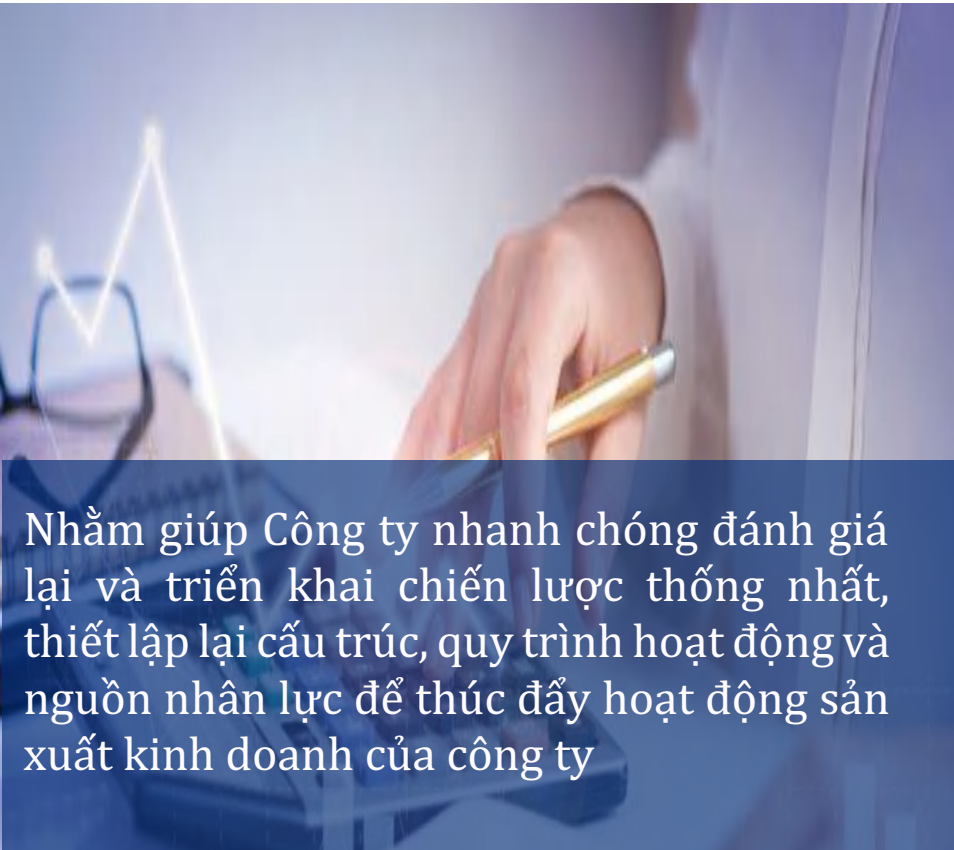 Nhằm giúp Công ty nhanh chóng đánh giá
lại và triển khai chiến lược thống nhất,
thiết lập lại cấu trúc, quy trình hoạt động và
nguồn nhân lực để thúc đẩy hoạt động sản
xuất kinh doanh của công ty